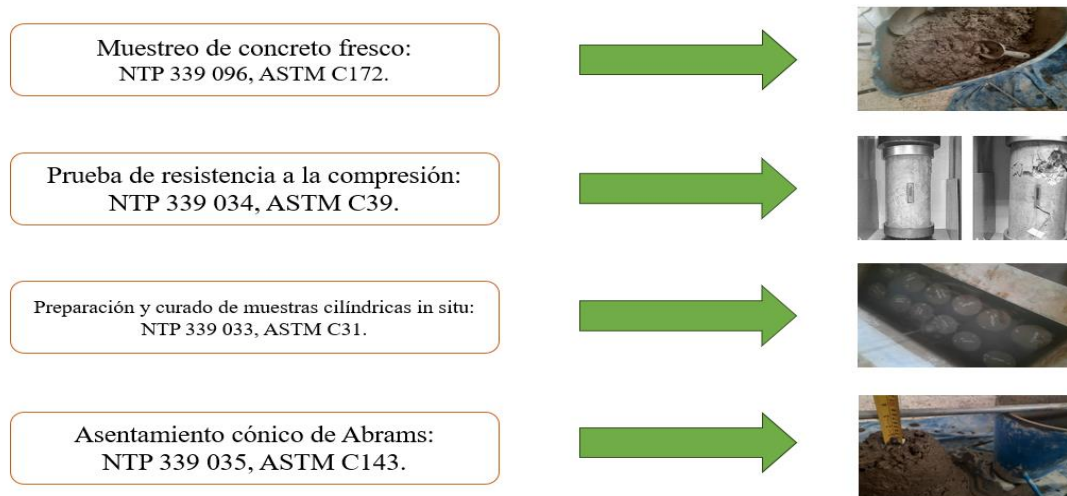 Muestreo de concreto fresco:
NTP 339 096, ASTM C172.
Prueba de resistencia a la compresión:
NTP 339 034, ASTM C39.
Preparación y curado de muestras cilíndricas in situ:
NTP 339 033, ASTM C31.
Asentamiento cónico de Abrams:
NTP 339 035, ASTM C143.